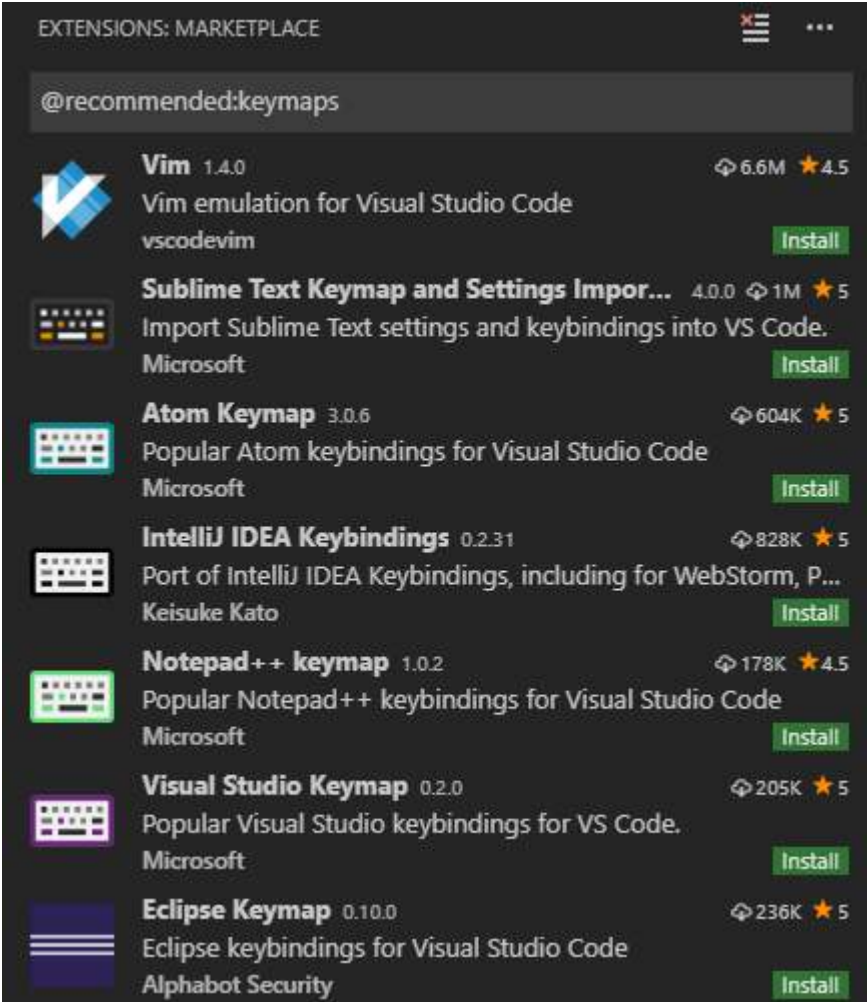 EXTENSIONS: MARKETPLACE
@recommended:keymaps
Vim 1.4.0 6.6M 4.5
Vim emulation for Visual Studio Code
vscodevim Install
Sublime Text Keymap and Settings Impor... 4.0.0 1M 5
Import Sublime Text settings and keybindings into VS Code.
Microsoft Install
Atom Keymap 3.0.6 604K 5
Popular Atom keybindings for Visual Studio Code
Microsoft Install
IntelliJ IDEA Keybindings 0.2.31 828K 5
Port of IntelliJ IDEA Keybindings, including for WebStorm, P...
Keisuke Kato Install
Notepad++ keymap 1.0.2 178K 4.5
Popular Notepad++ keybindings for Visual Studio Code
Microsoft Install
Visual Studio Keymap 0.2.0 205K 5
Popular Visual Studio keybindings for VS Code.
Microsoft Install
Eclipse Keymap 0.10.0 236K 5
Eclipse keybindings for Visual Studio Code
Alphabot Security Install